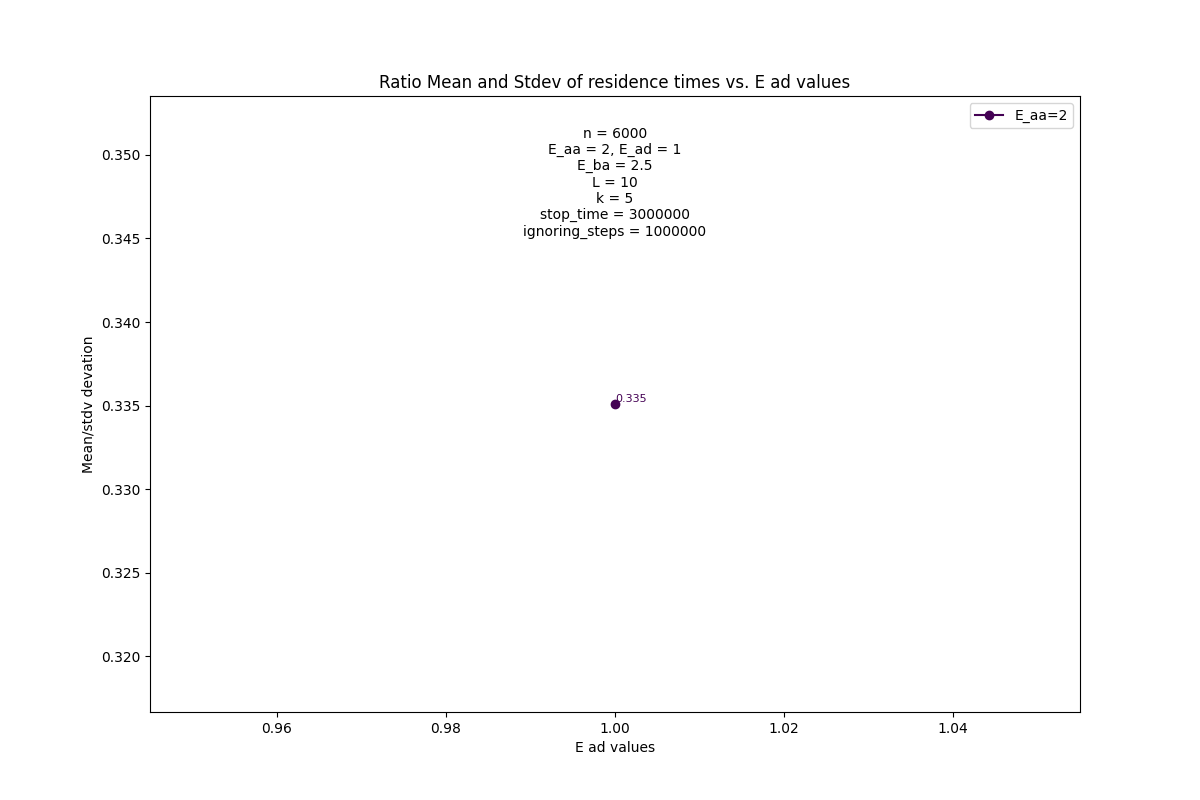 Ratio Mean and Stdev of residence times vs. E ad values
E_aa=2
n = 6000
E_aa = 2, E_ad = 1
E_ba = 2.5
L = 10
k = 5
stop_time = 3000000
ignoring_steps = 1000000
Mean/stdv devation
0.350
0.345
0.340
0.335
0.330
0.325
0.320
0.335
0.96
0.98
1.00
1.02
1.04
E ad values